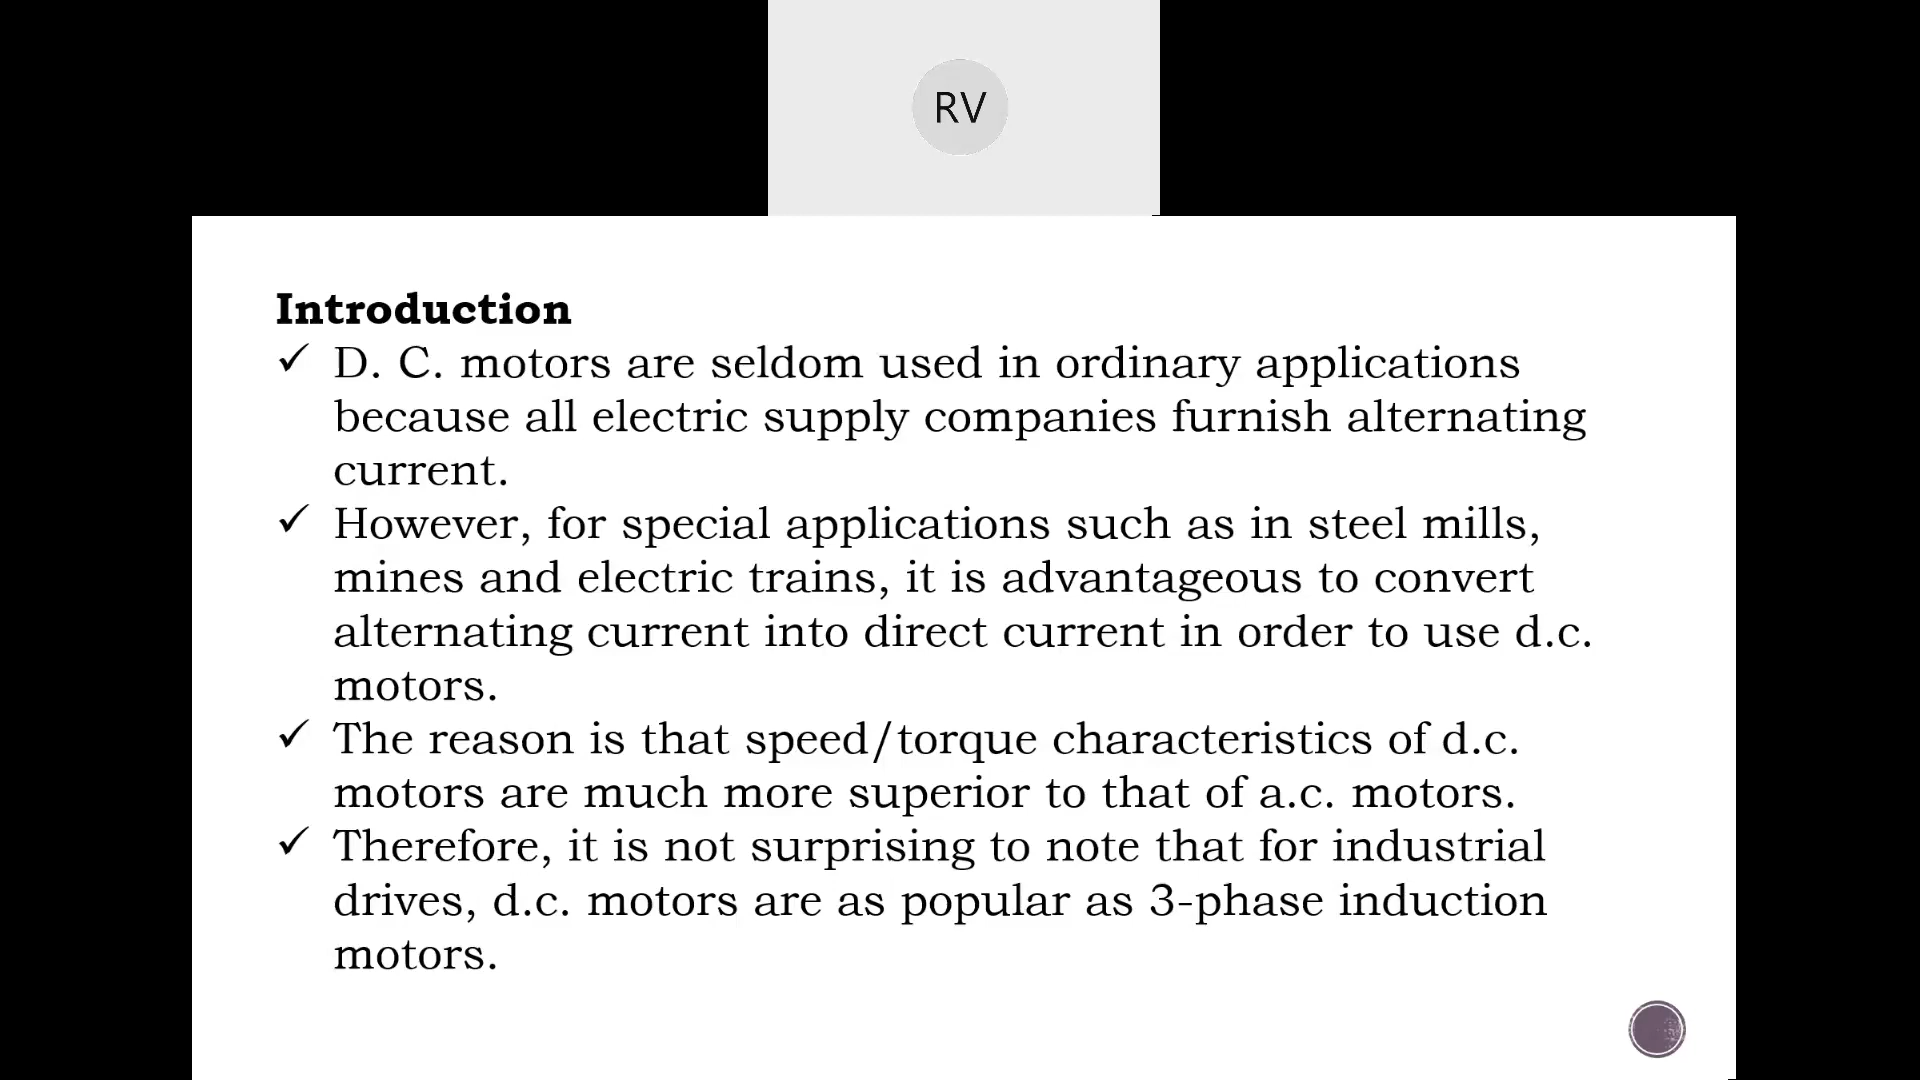 RV
Introduction
✓ D. C. motors are seldom used in ordinary applications
because all electric supply companies furnish alternating
current.
✓ However, for special applications such as in steel mills,
mines and electric trains, it is advantageous to convert
alternating current into direct current in order to use d.c.
motors.
✓ The reason is that speed/torque characteristics of d.c.
motors are much more superior to that of a.c. motors.
✓ Therefore, it is not surprising to note that for industrial
drives, d.c. motors are as popular as 3-phase induction
motors.